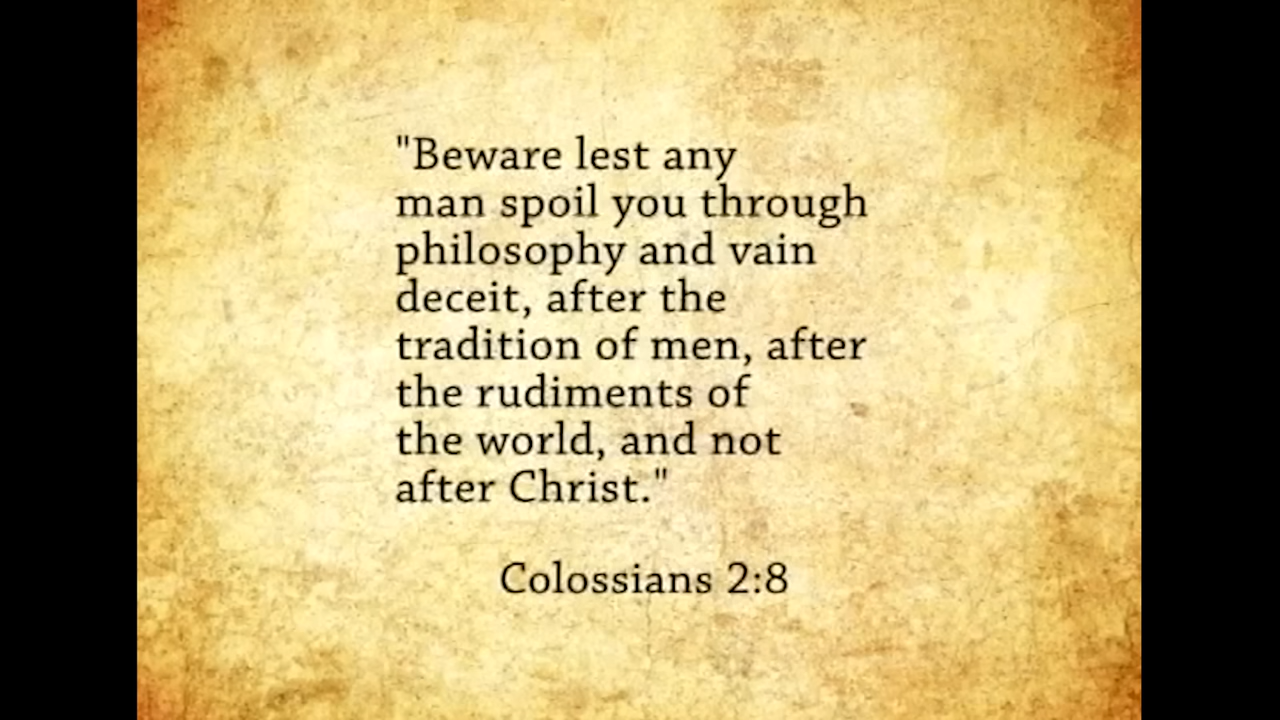 "Beware lest any
man spoil you through
philosophy and vain
deceit, after the
tradition of men, after
the rudiments of
the world, and not
after Christ."
Colossians 2:8